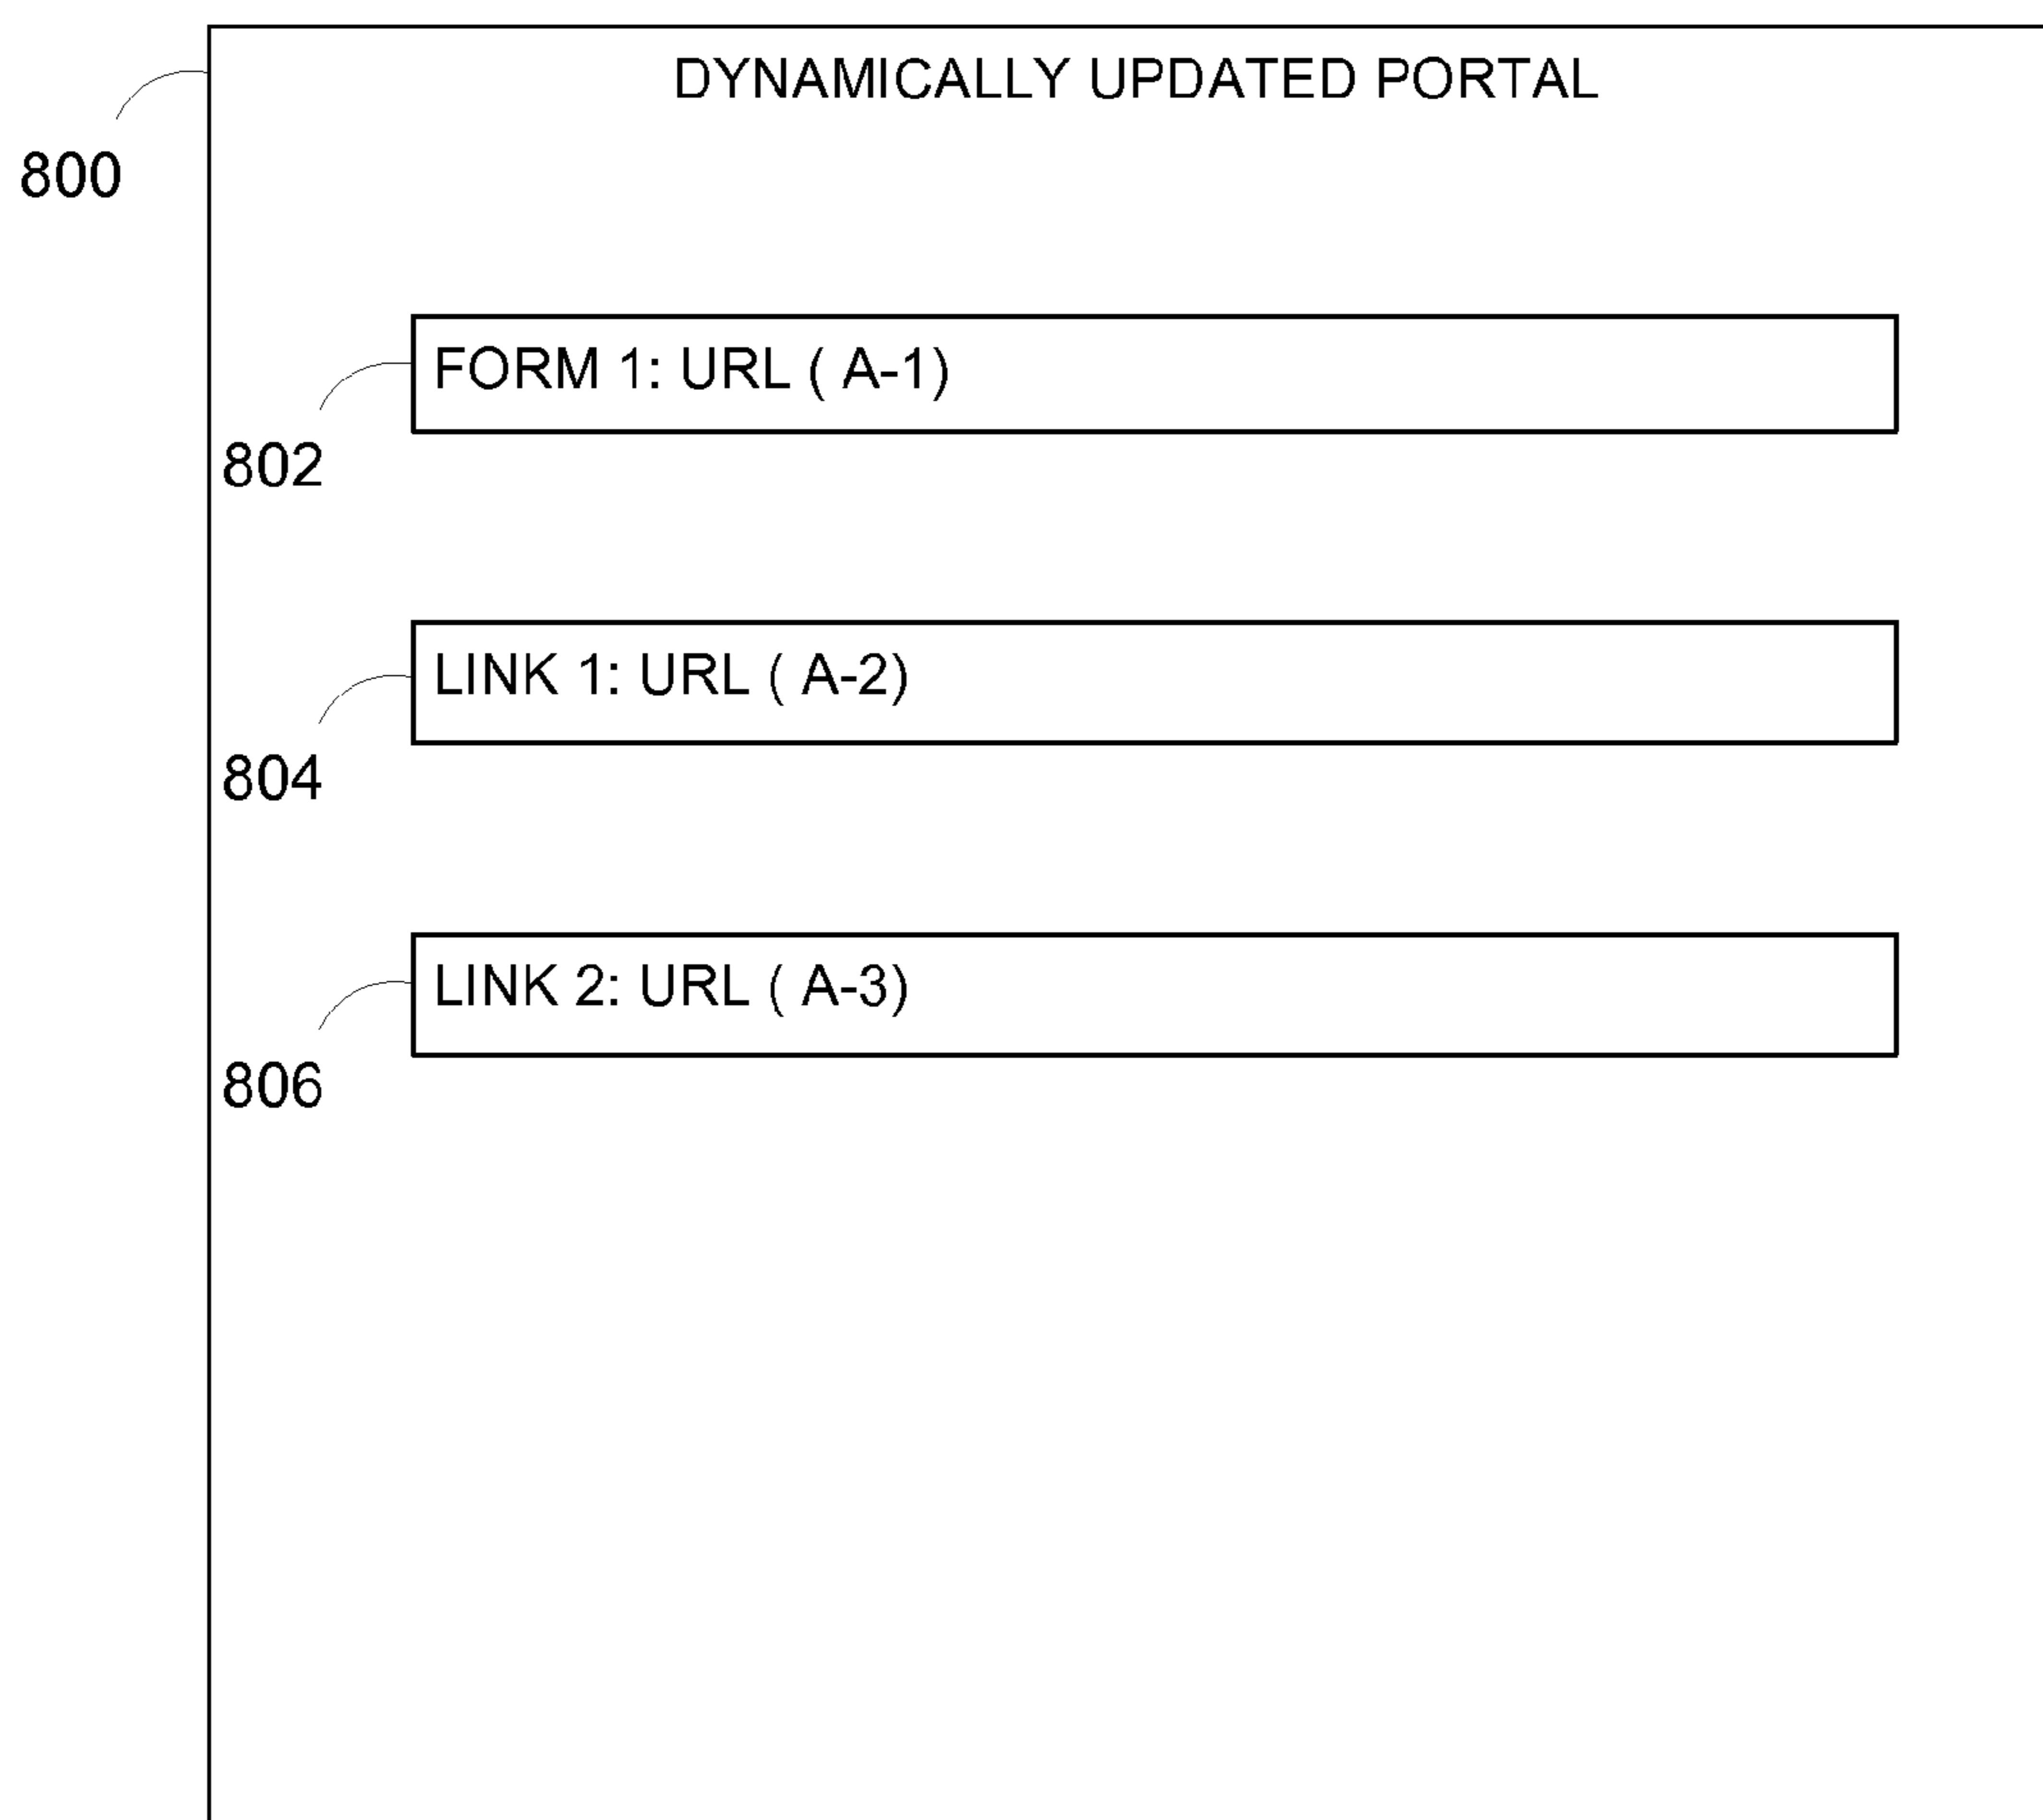 DYNAMICALLY UPDATED PORTAL
800
FORM 1: URL ( A-1)
802
LINK 1: URL ( A-2)
804
LINK 2: URL ( A-3)
806